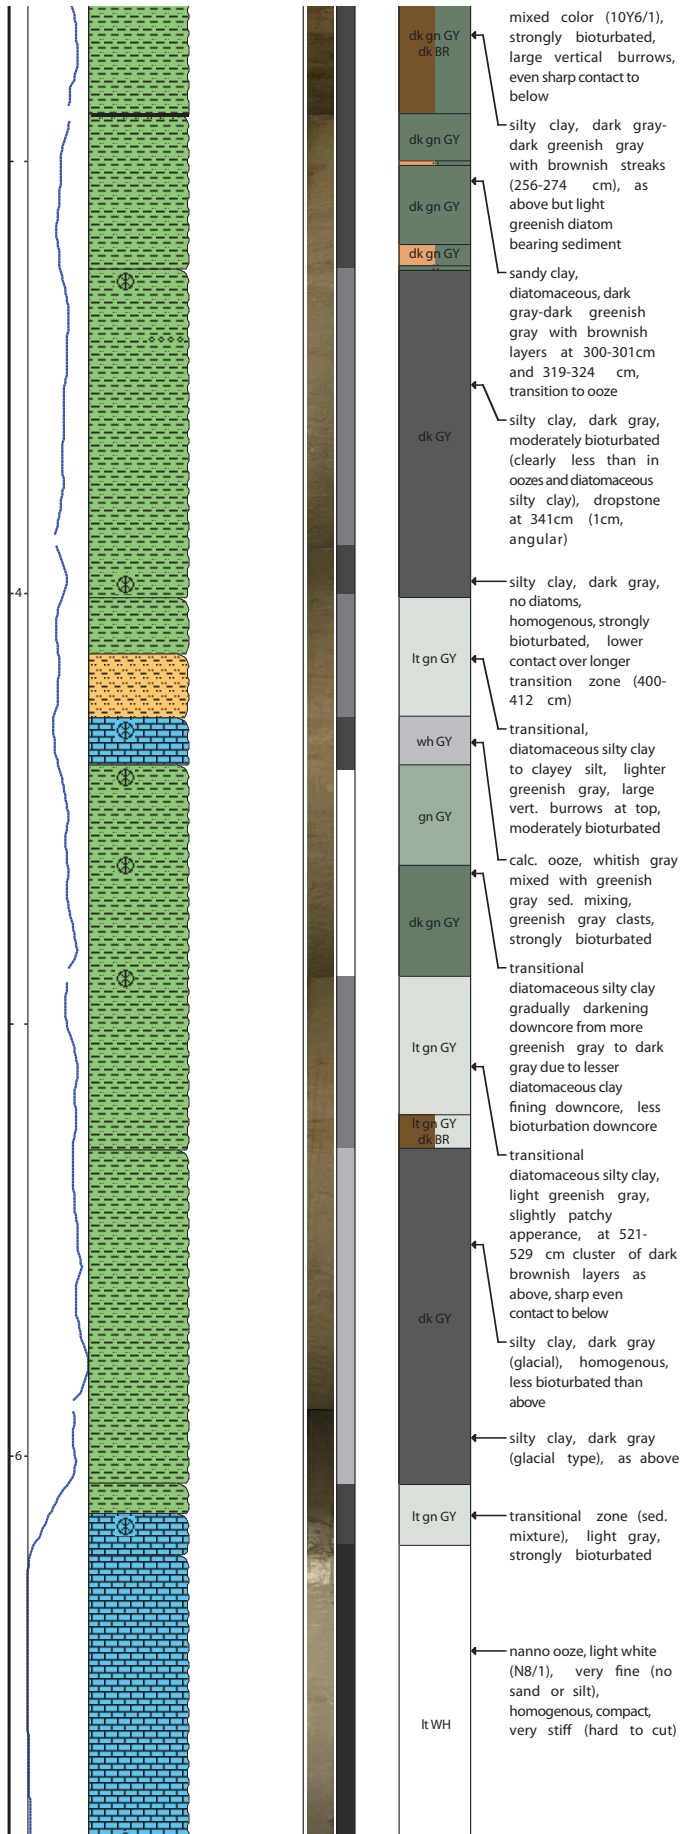 mixed color (10Y6/1),
strongly bioturbated,
large vertical burrows,
even sharp contact to
below
silty clay, dark gray-
dark greenish gray
with brownish streaks
(256-274 cm), as
above but light
greenish diatom
bearing sediment
sandy clay,
diatomaceous, dark
gray-dark greenish
gray with brownish
layers at 300-301cm
and 319-324 cm,
transition to ooze
silty clay, dark gray,
moderately bioturbated
(clearly less than in
oozes and diatomaceous
silty clay), dropstone
at 341cm (1cm,
angular)
silty clay, dark gray,
no diatoms,
homogenous, strongly
bioturbated, lower
contact over longer
transition zone (400-
412 cm)
transitional,
diatomaceous silty clay
to clayey silt, lighter
greenish gray, large
vert. burrows at top,
moderately bioturbated
calc. ooze, whitish gray
mixed with greenish
gray sed. mixing,
greenish gray clasts,
strongly bioturbated
transitional
diatomaceous silty clay
gradually darkening
downcore from more
greenish gray to dark
gray due to lesser
diatomaceous clay
fining downcore, less
bioturbation downcore
transitional
diatomaceous silty clay,
light greenish gray,
slightly patchy
apperance, at 521-
529 cm cluster of dark
brownish layers as
above, sharp even
contact to below
silty clay, dark gray
(glacial), homogenous,
less bioturbated than
above
silty clay, dark gray
(glacial type), as above
transitional zone (sed.
mixture), light gray,
strongly bioturbated
nanno ooze, light white
(N8/1), very fine (no
sand or silt),
homogenous, compact,
very stiff (hard to cut)
dk gn GY
dk BR
dk gn GY
dk gn GY
dk gn GY
dk GY
lt gn GY
wh GY
gn GY
dk gn GY
lt gn GY
lt gn GY
dk BR
dk GY
lt gn GY
lt WH
4
6